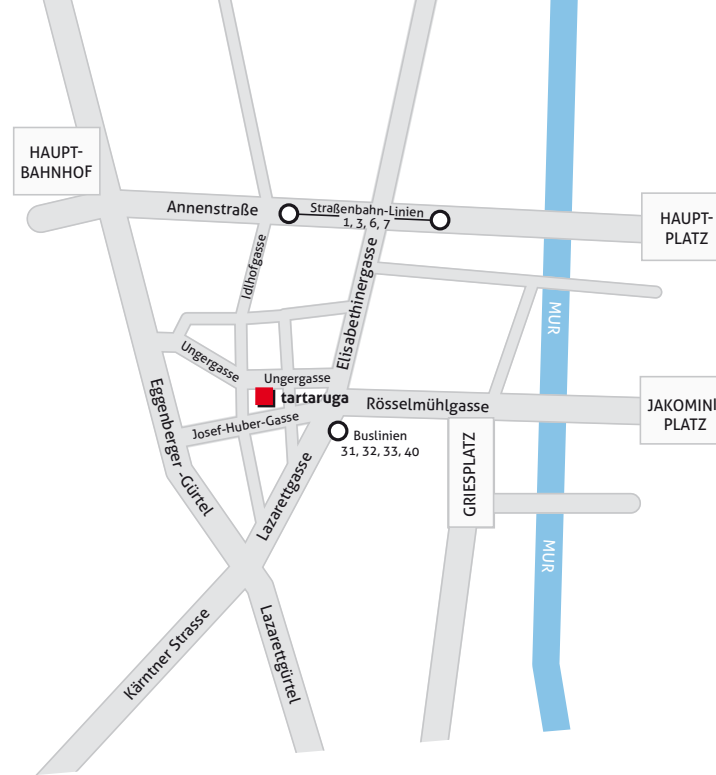 HAUPT-
BAHNHOF
Annenstraße
Straßenbahn-Linien
1, 3, 6, 7
HAUPT-
PLATZ
Idlhofgasse
Elisabethinergasse
MUR
Ungergasse
Ungergasse
tartaruga
Rösselmühlgasse
JAKOMINI
PLATZ
Eggenberger -Gürtel
Josef-Huber-Gasse
Buslinien
31, 32, 33, 40
Lazarettgasse
GRIESPLATZ
MUR
Kärntner Strasse
Lazarettgürtel